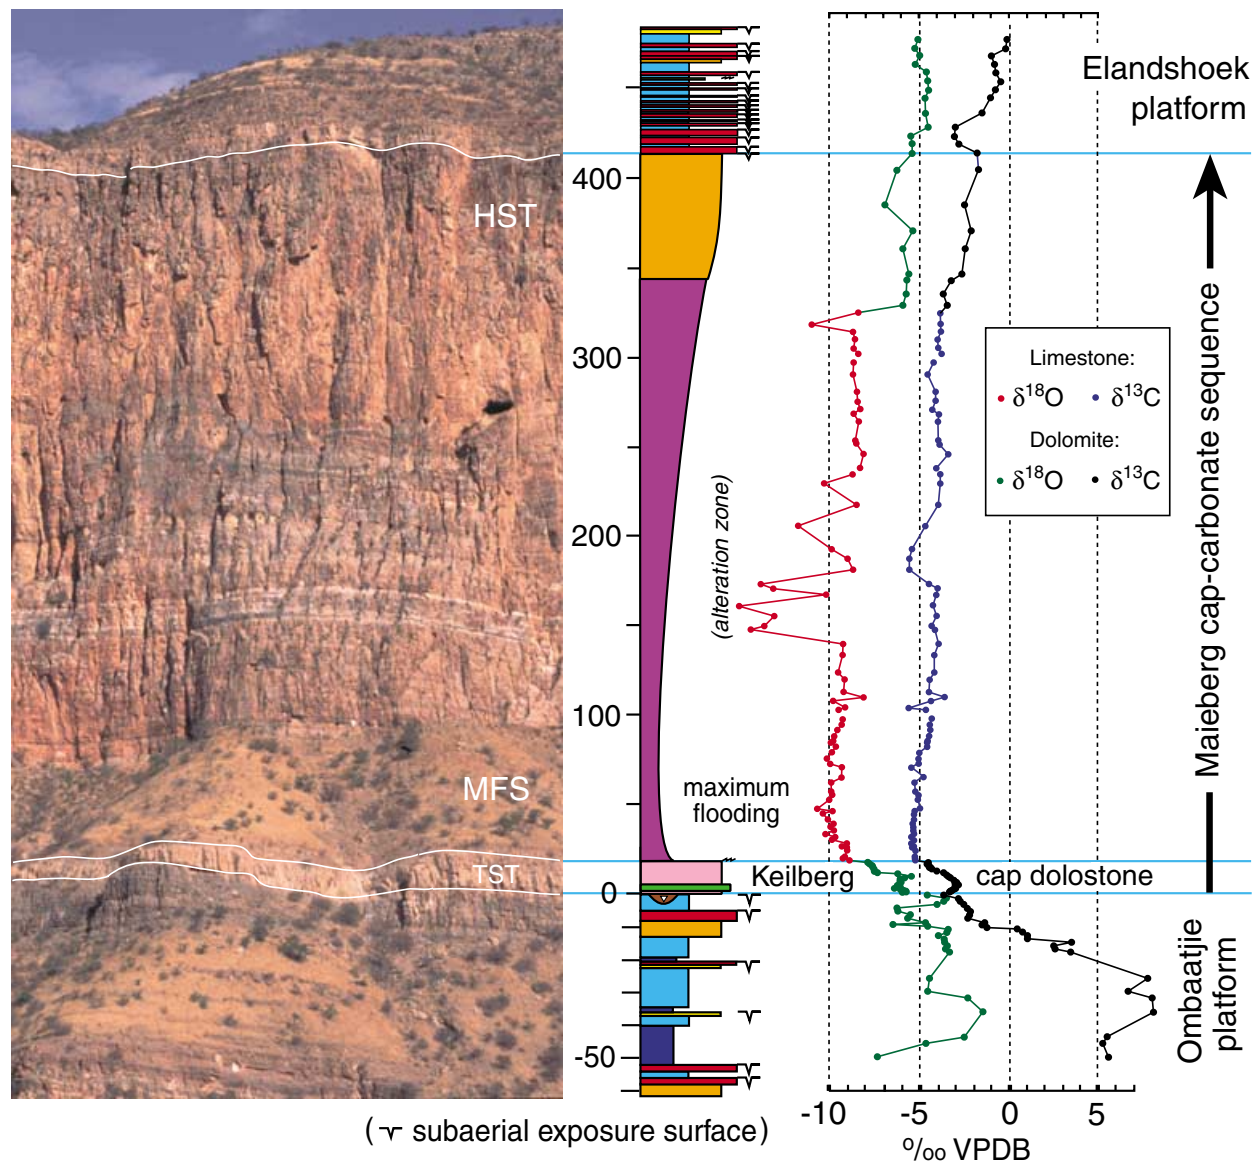 HST
MFS
TST
400
300
200
100
0
-50
(alteration zone)
maximum
flooding
Keilberg
cap dolostone
Elandshoek
platform
Limestone:
δ18O
δ13C
Dolomite:
δ18O
δ13C
Maieberg cap-carbonate sequence
Ombaatjie
platform
-10
-5
0
5
o/oo VPDB
( subaerial exposure surface)